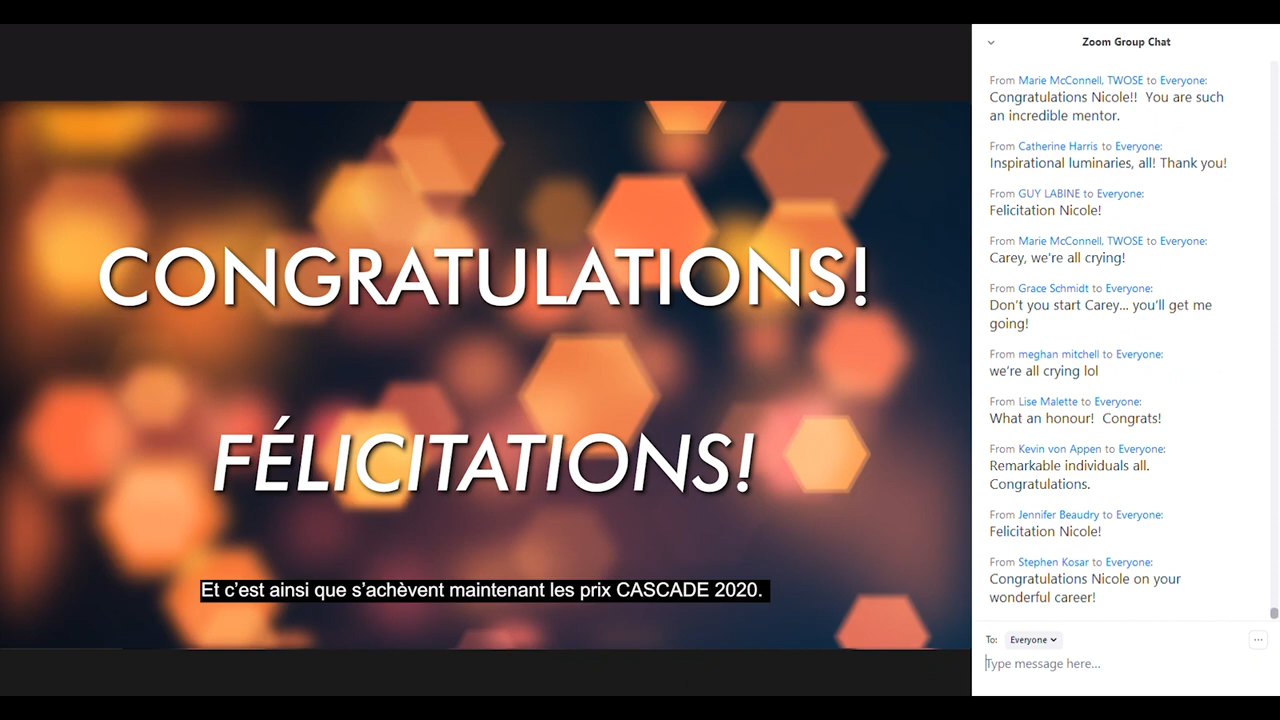 CONGRATULATIONS!
FÉLICITATIONS!
Et c’est ainsi que s’achèvent maintenant les prix CASCADE 2020.
Zoom Group Chat
From Marie McConnell, TWOSE to Everyone:
Congratulations Nicole!!  You are such
an incredible mentor.
From Catherine Harris to Everyone:
Inspirational luminaries, all! Thank you!
From GUY LABINE to Everyone:
Felicitation Nicole!
From Marie McConnell, TWOSE to Everyone:
Carey, we’re all crying!
From Grace Schmidt to Everyone:
Don’t you start Carey... you’ll get me
going!
From meghan mitchell to Everyone:
we’re all crying lol
From Lise Malette to Everyone:
What an honour!  Congrats!
From Kevin von Appen to Everyone:
Remarkable individuals all.
Congratulations.
From Jennifer Beaudry to Everyone:
Felicitation Nicole!
From Stephen Kosar to Everyone:
Congratulations Nicole on your
wonderful career!
To: Everyone
Type message here...